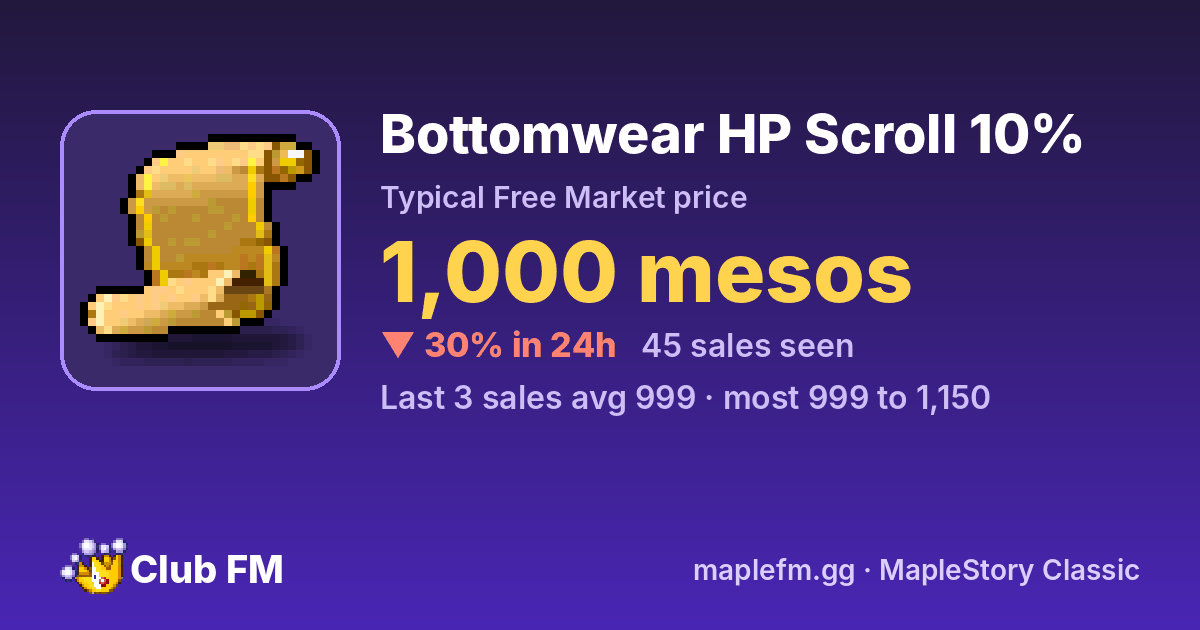 Bottomwear HP Scroll 10%
Typical Free Market price
1,000 mesos
▼ 30% in 24h 45 sales seen
Last 3 sales avg 999 · most 999 to 1,150
Club FM
maplefm.gg · MapleStory Classic